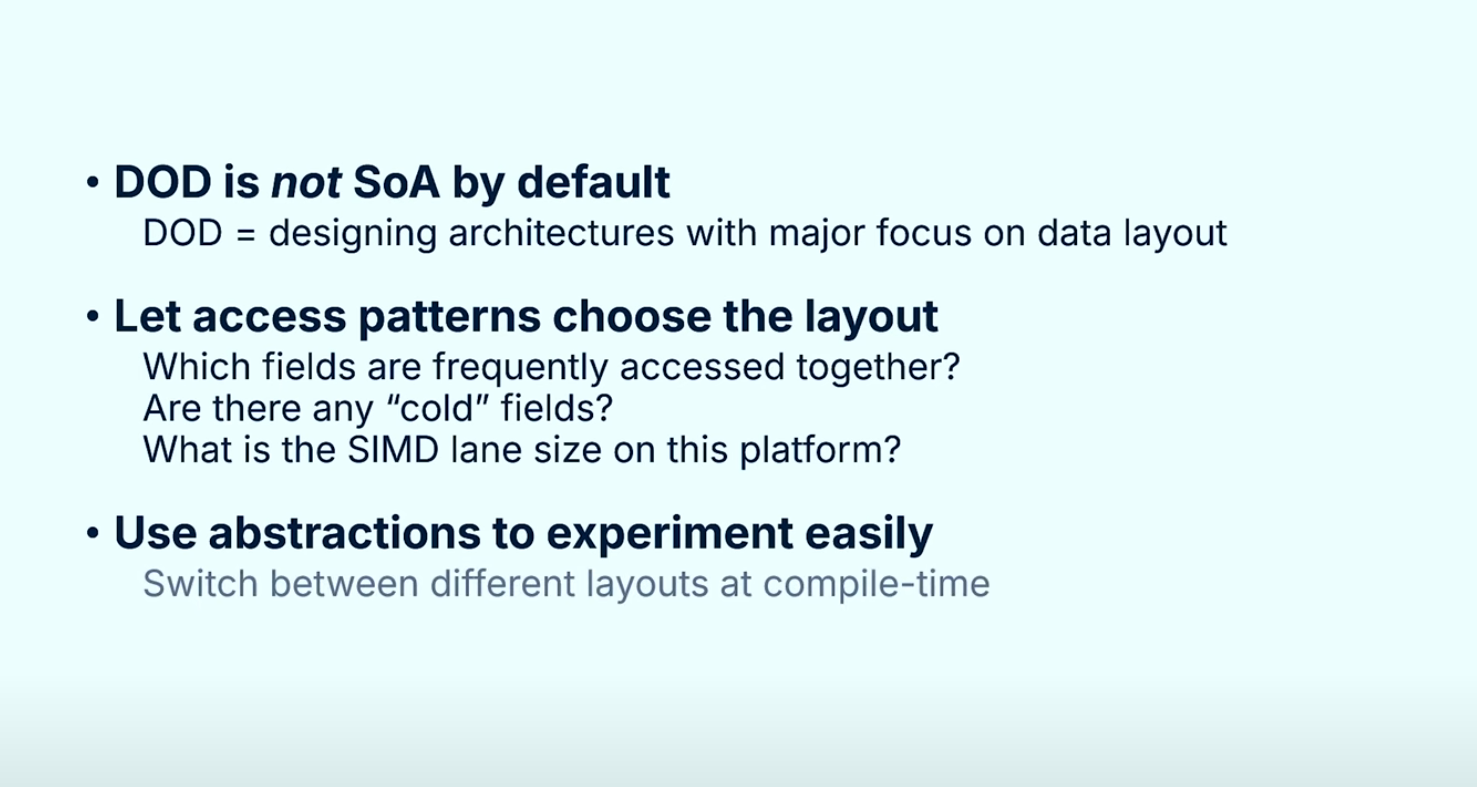 • DOD is not SoA by default
DOD = designing architectures with major focus on data layout
• Let access patterns choose the layout
Which fields are frequently accessed together?
Are there any “cold” fields?
What is the SIMD lane size on this platform?
• Use abstractions to experiment easily
Switch between different layouts at compile-time